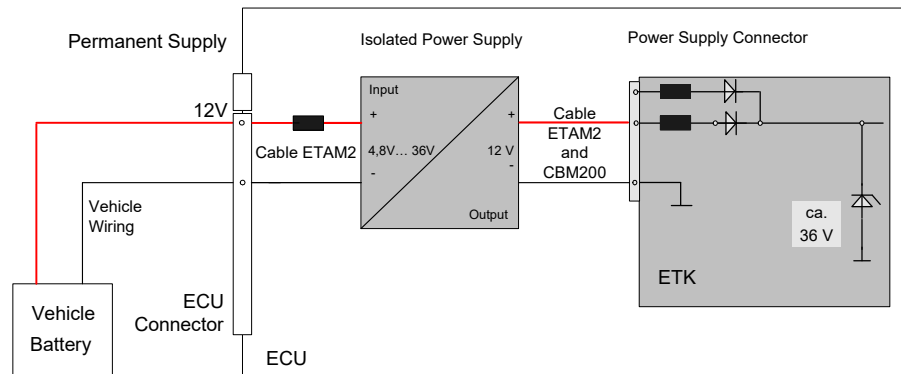 Permanent Supply
Isolated Power Supply
Power Supply Connector
Input
12V
+
+
Cable
ETAM2
and
CBM200
Cable ETAM2
4,8V... 36V
12 V
-
-
Vehicle
Wiring
Output
ca.
36 V
ETK
ECU
Connector
Vehicle
Battery
ECU